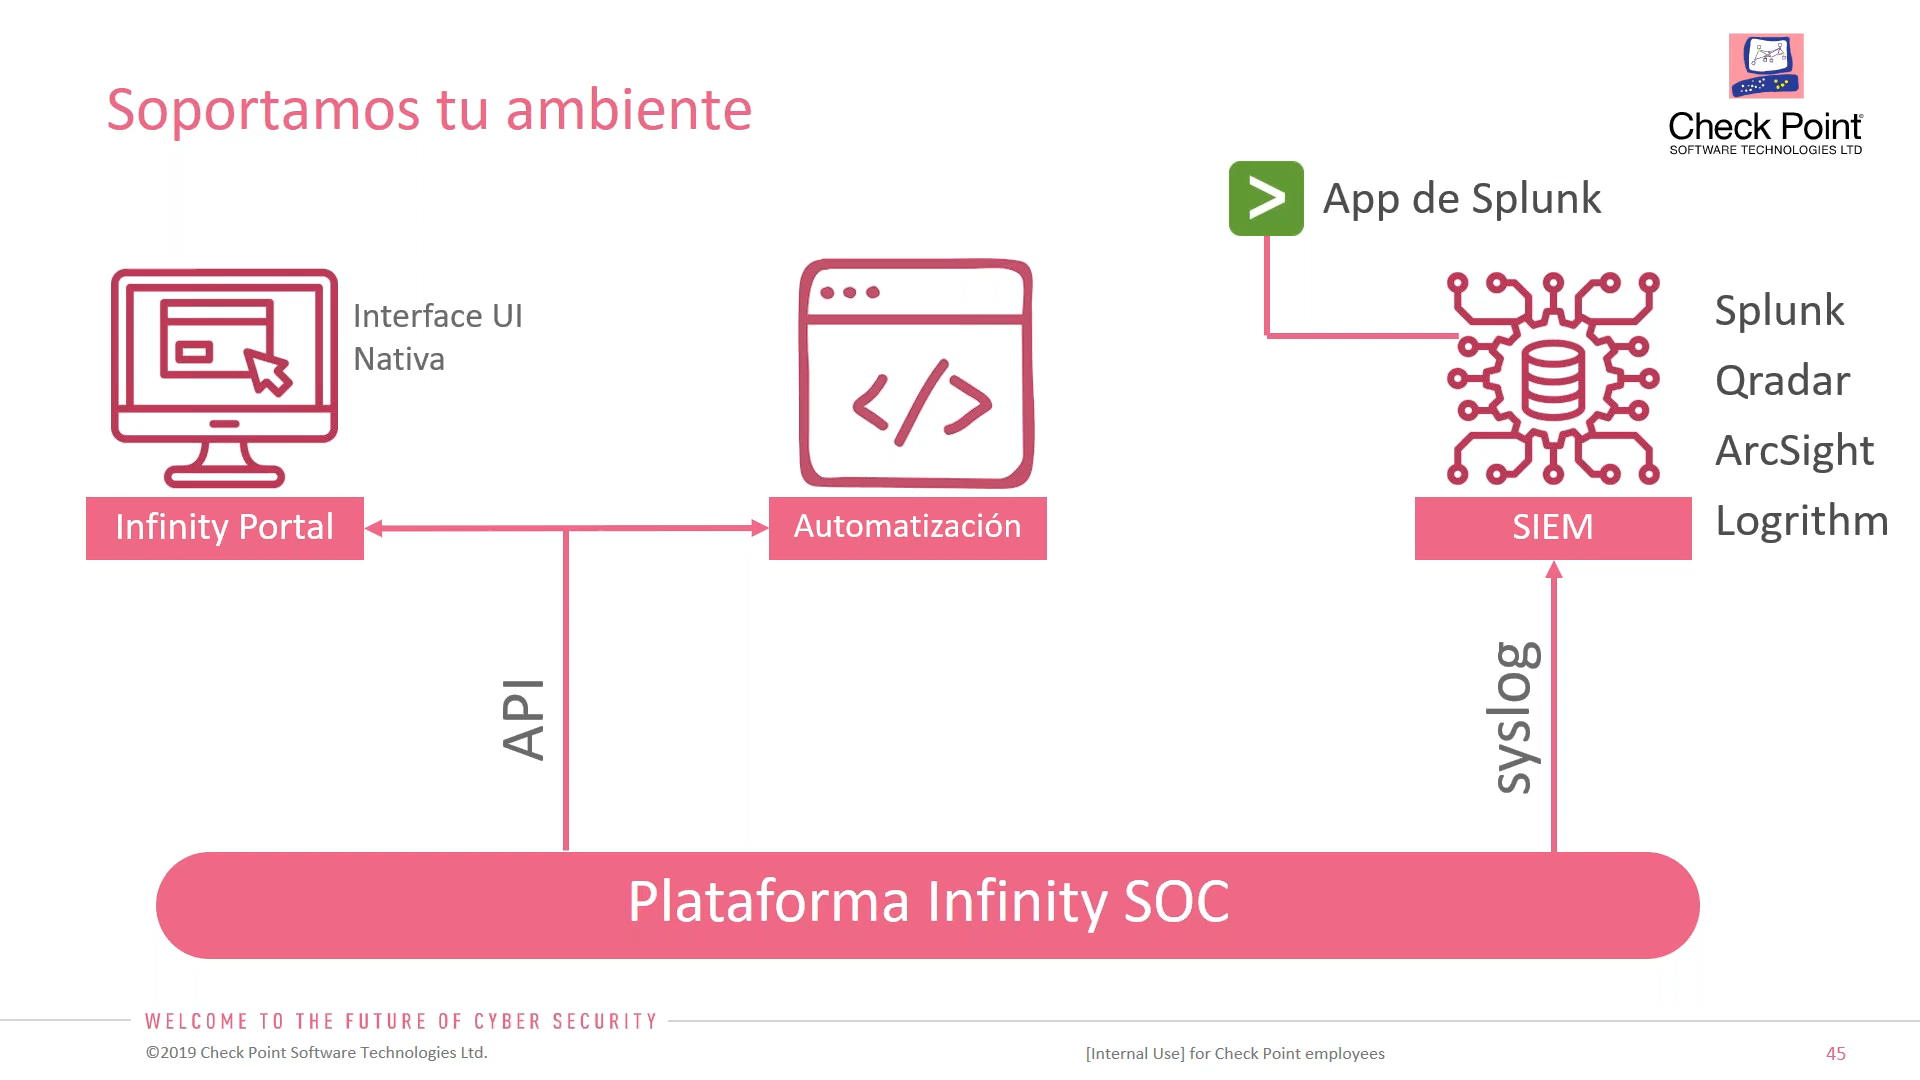 Soportamos tu ambiente
Check Point
SOFTWARE TECHNOLOGIES LTD
App de Splunk
Interface UI
Nativa
Splunk
Qradar
ArcSight
Logrithm
Infinity Portal
Automatización
SIEM
API
syslog
Plataforma Infinity SOC
WELCOME TO THE FUTURE OF CYBER SECURITY
©2019 Check Point Software Technologies Ltd.
[Internal Use] for Check Point employees
45